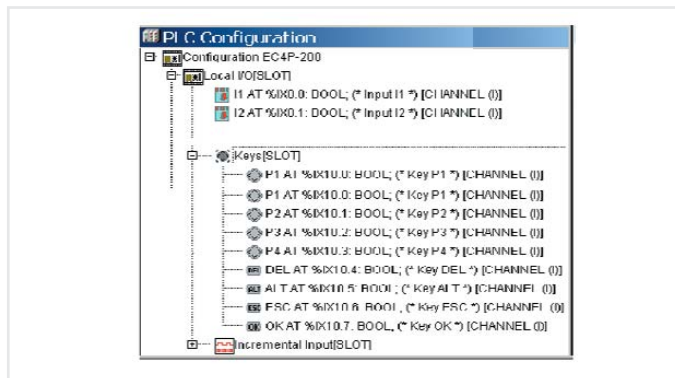 PLC Configuration
Configuration EC4P-200
Local I/O[SLOT]
I1 AT %IX0.0: BOOL; (* Input I1 *) [CHANNEL (I)]
I2 AT %IX0.1: BOOL; (* Input I2 *) [CHANNEL (I)]
Keys[SLOT]
P1 AT %IX10.0: BOOL; (* Key P1 *) [CHANNEL (I)]
P1 AT %IX10.0: BOOL; (* Key P1 *) [CHANNEL (I)]
P2 AT %IX10.1: BOOL; (* Key P2 *) [CHANNEL (I)]
P3 AT %IX10.2: BOOL; (* Key P3 *) [CHANNEL (I)]
P4 AT %IX10.3: BOOL; (* Key P4 *) [CHANNEL (I)]
DEL DEL AT %IX10.4: BOOL; (* Key DEL *) [CHANNEL (I)]
ALT ALT AT %IX10.5: BOOL; (* Key ALT *) [CHANNEL (I)]
ESC ESC AT %IX10.6: BOOL; (* Key ESC *) [CHANNEL (I)]
OK OK AT %IX10.7: BOOL; (* Key OK *) [CHANNEL (I)]
Incremental Input[SLOT]